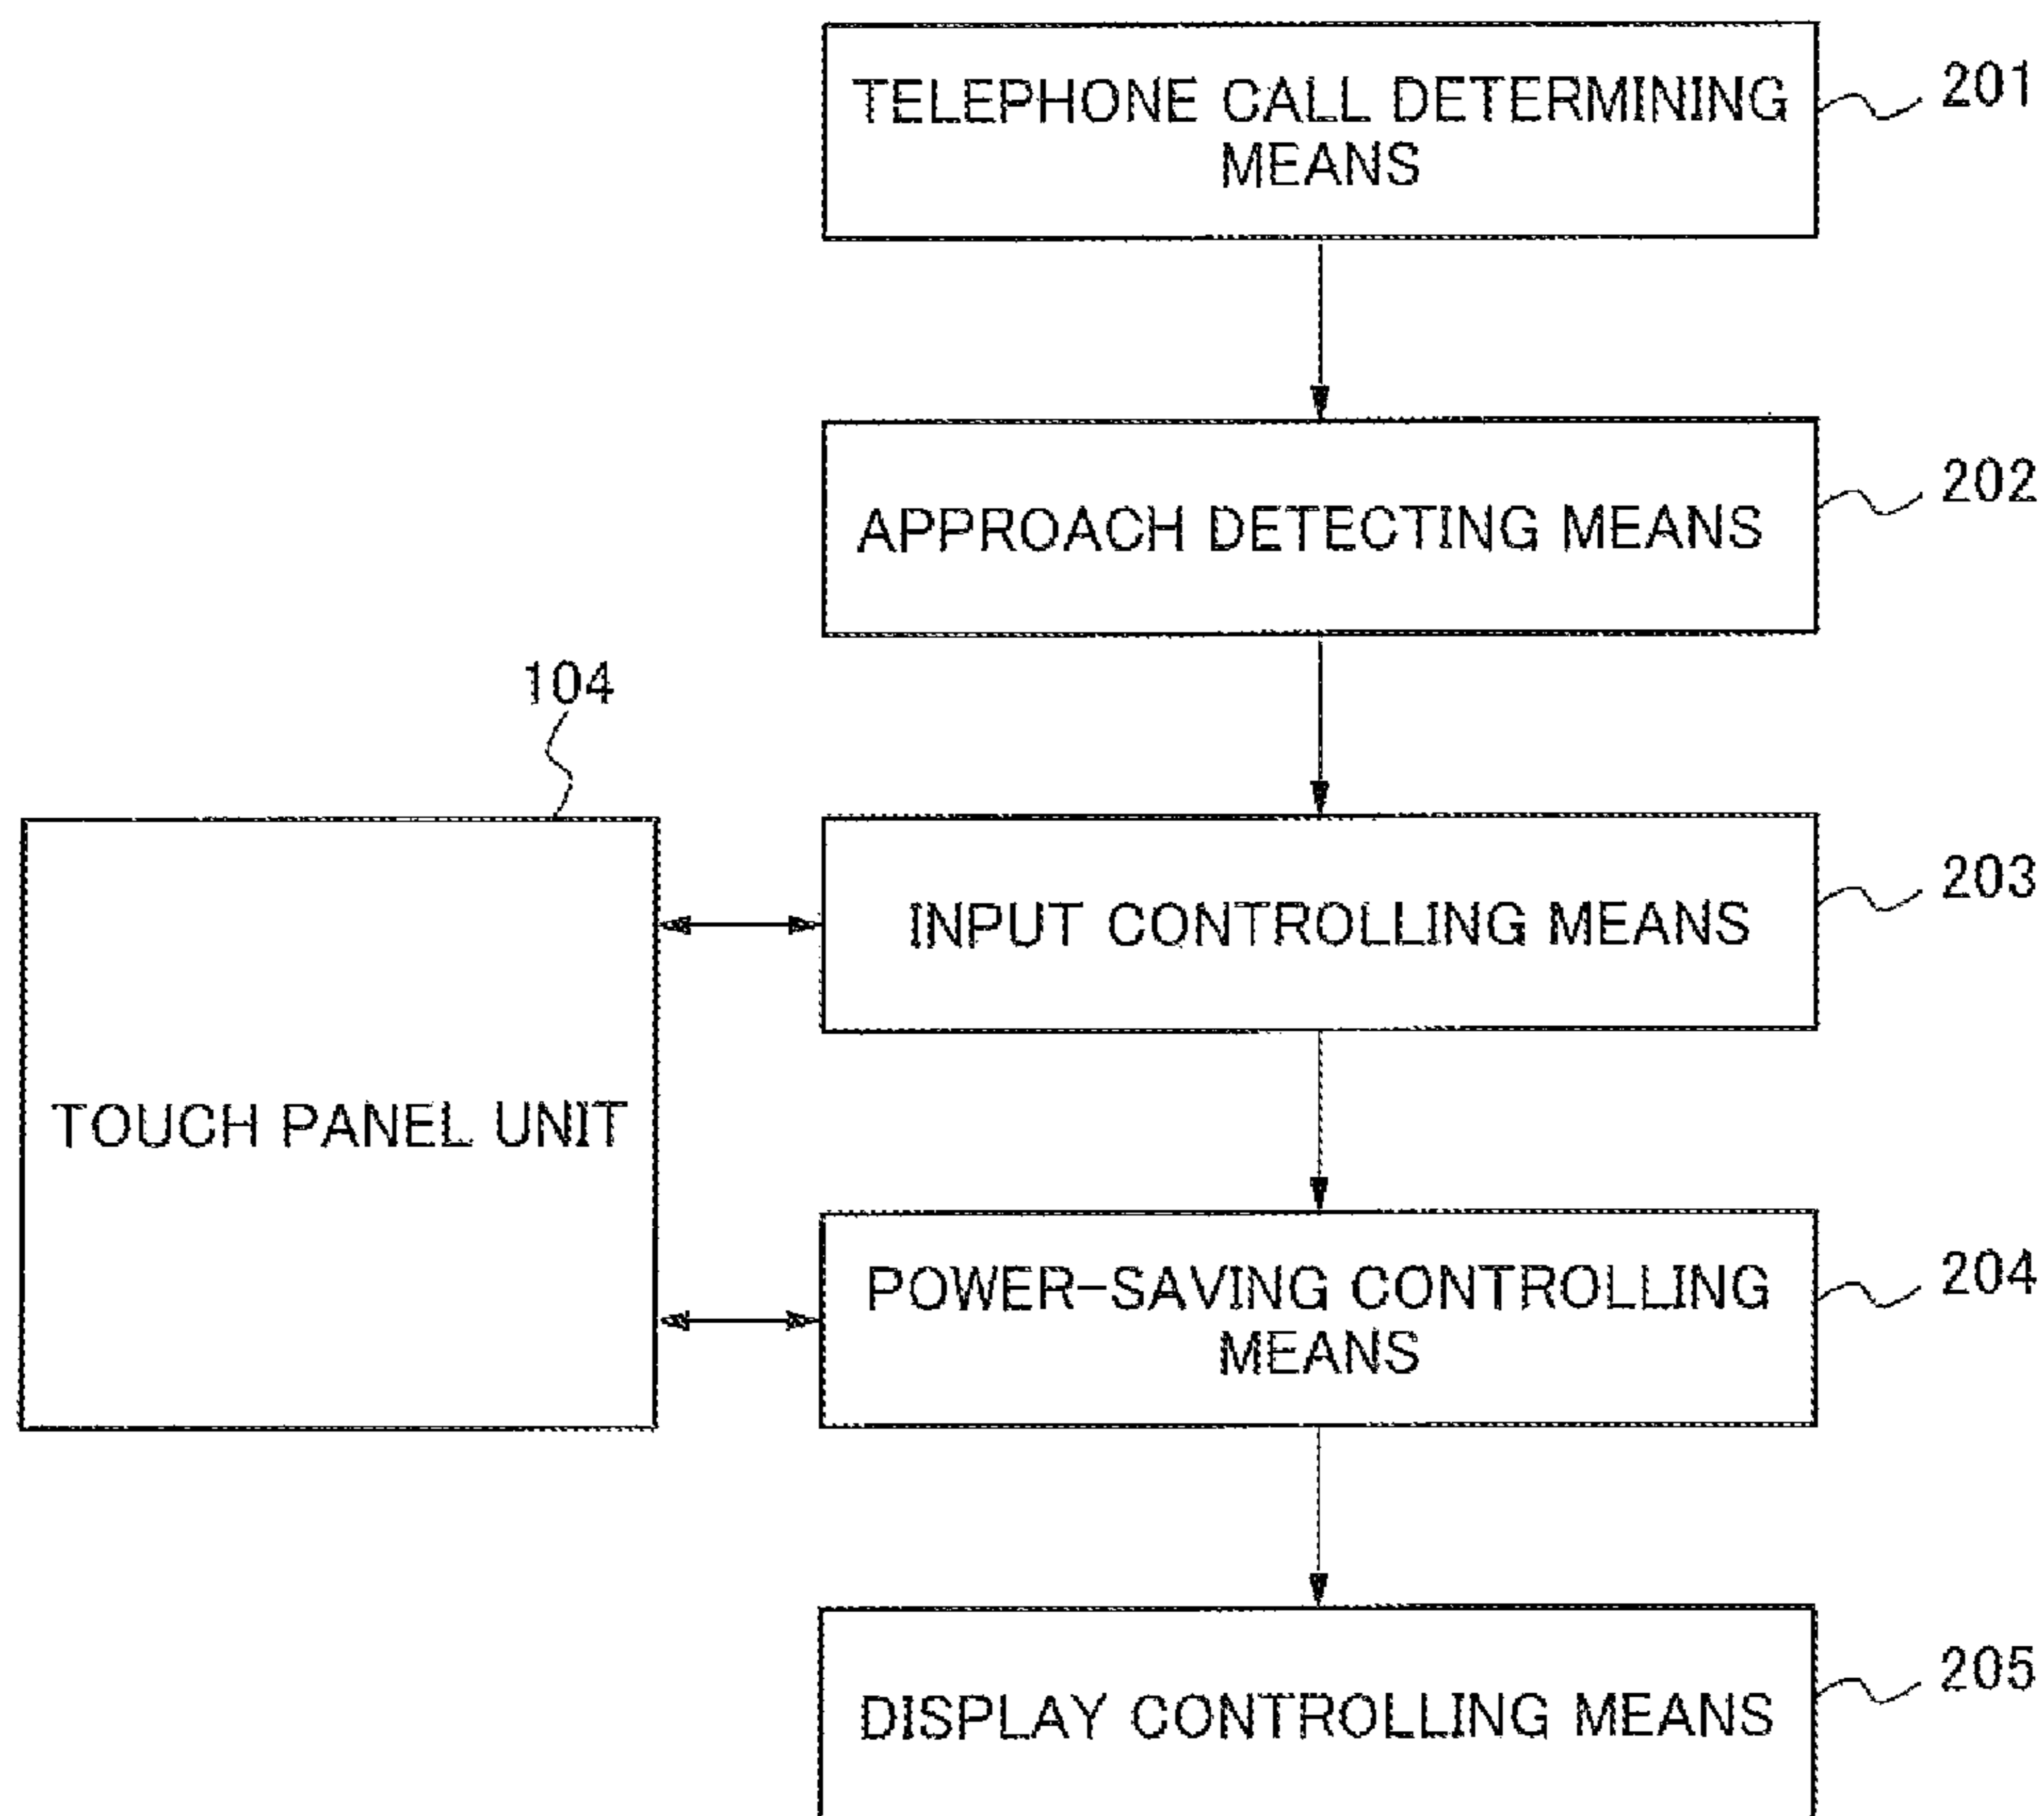 TELEPHONE CALL DETERMINING
MEANS
201
APPROACH DETECTING MEANS
202
104
TOUCH PANEL UNIT
INPUT CONTROLLING MEANS
203
POWER-SAVING CONTROLLING
MEANS
204
DISPLAY CONTROLLING MEANS
205